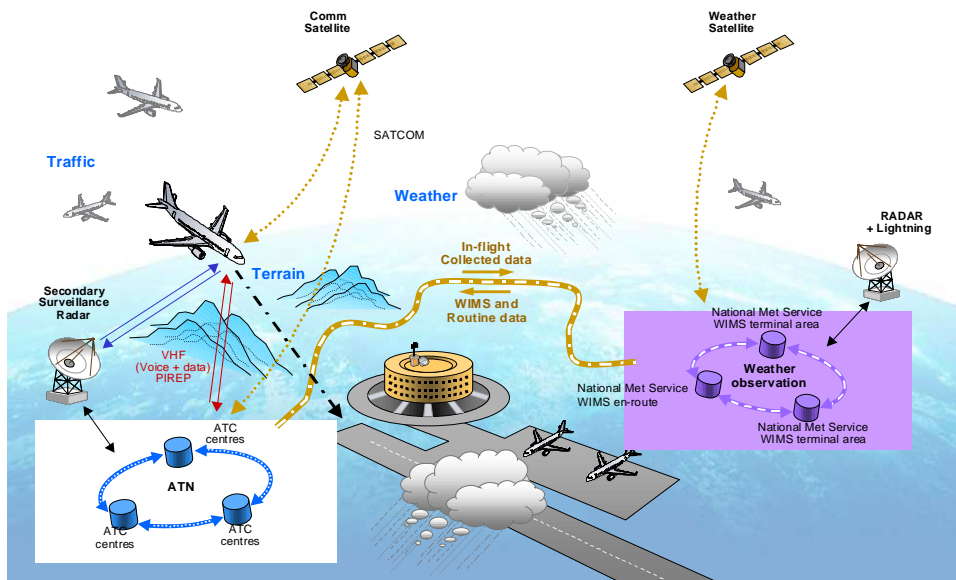 Comm
Satellite
Weather
Satellite
SATCOM
Traffic
Weather
RADAR
+ Lightning
In-flight
Collected data
Terrain
Secondary
Surveillance
Radar
WIMS and
Routine data
National Met Service
WIMS terminal area
VHF
(Voice + data)
PIREP
Weather
observation
National Met Service
WIMS en-route
ATC
centres
National Met Service
WIMS terminal area
ATN
ATC
centres
ATC
centres